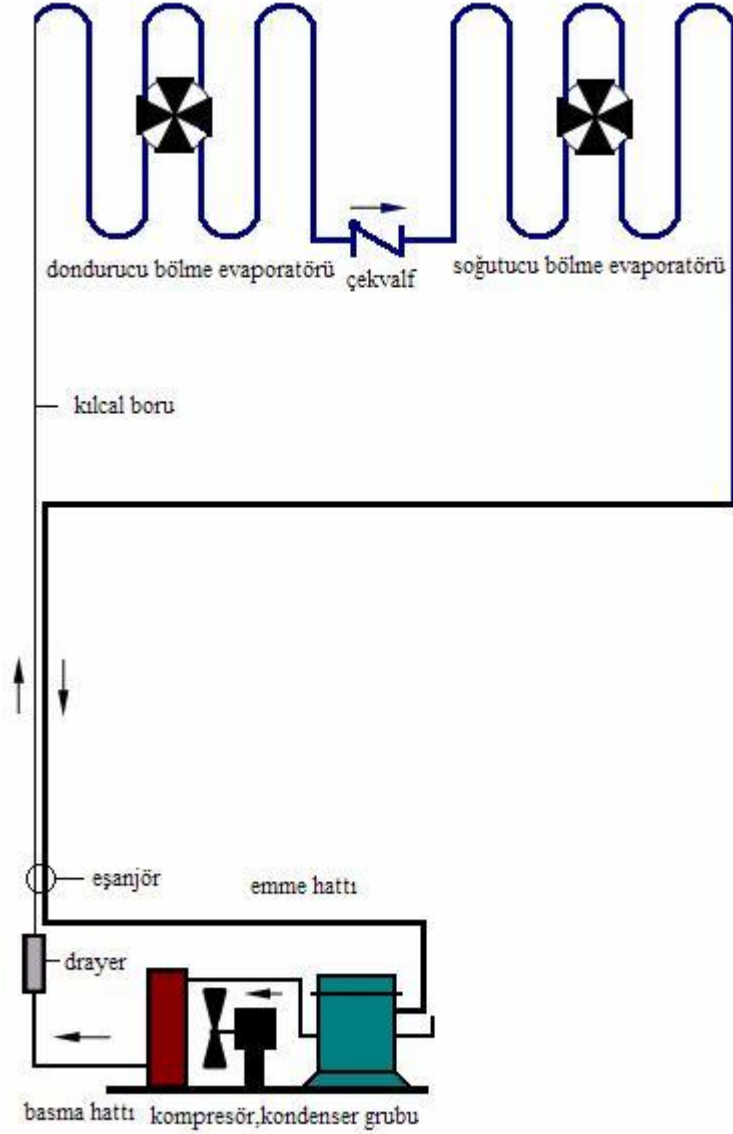 dondurucu bölme evaporatörü
çekvalf
soğutucu bölme evaporatörü
kılcal boru
eşanjör
emme hattı
drayer
basma hattı
kompresör,kondenser grubu